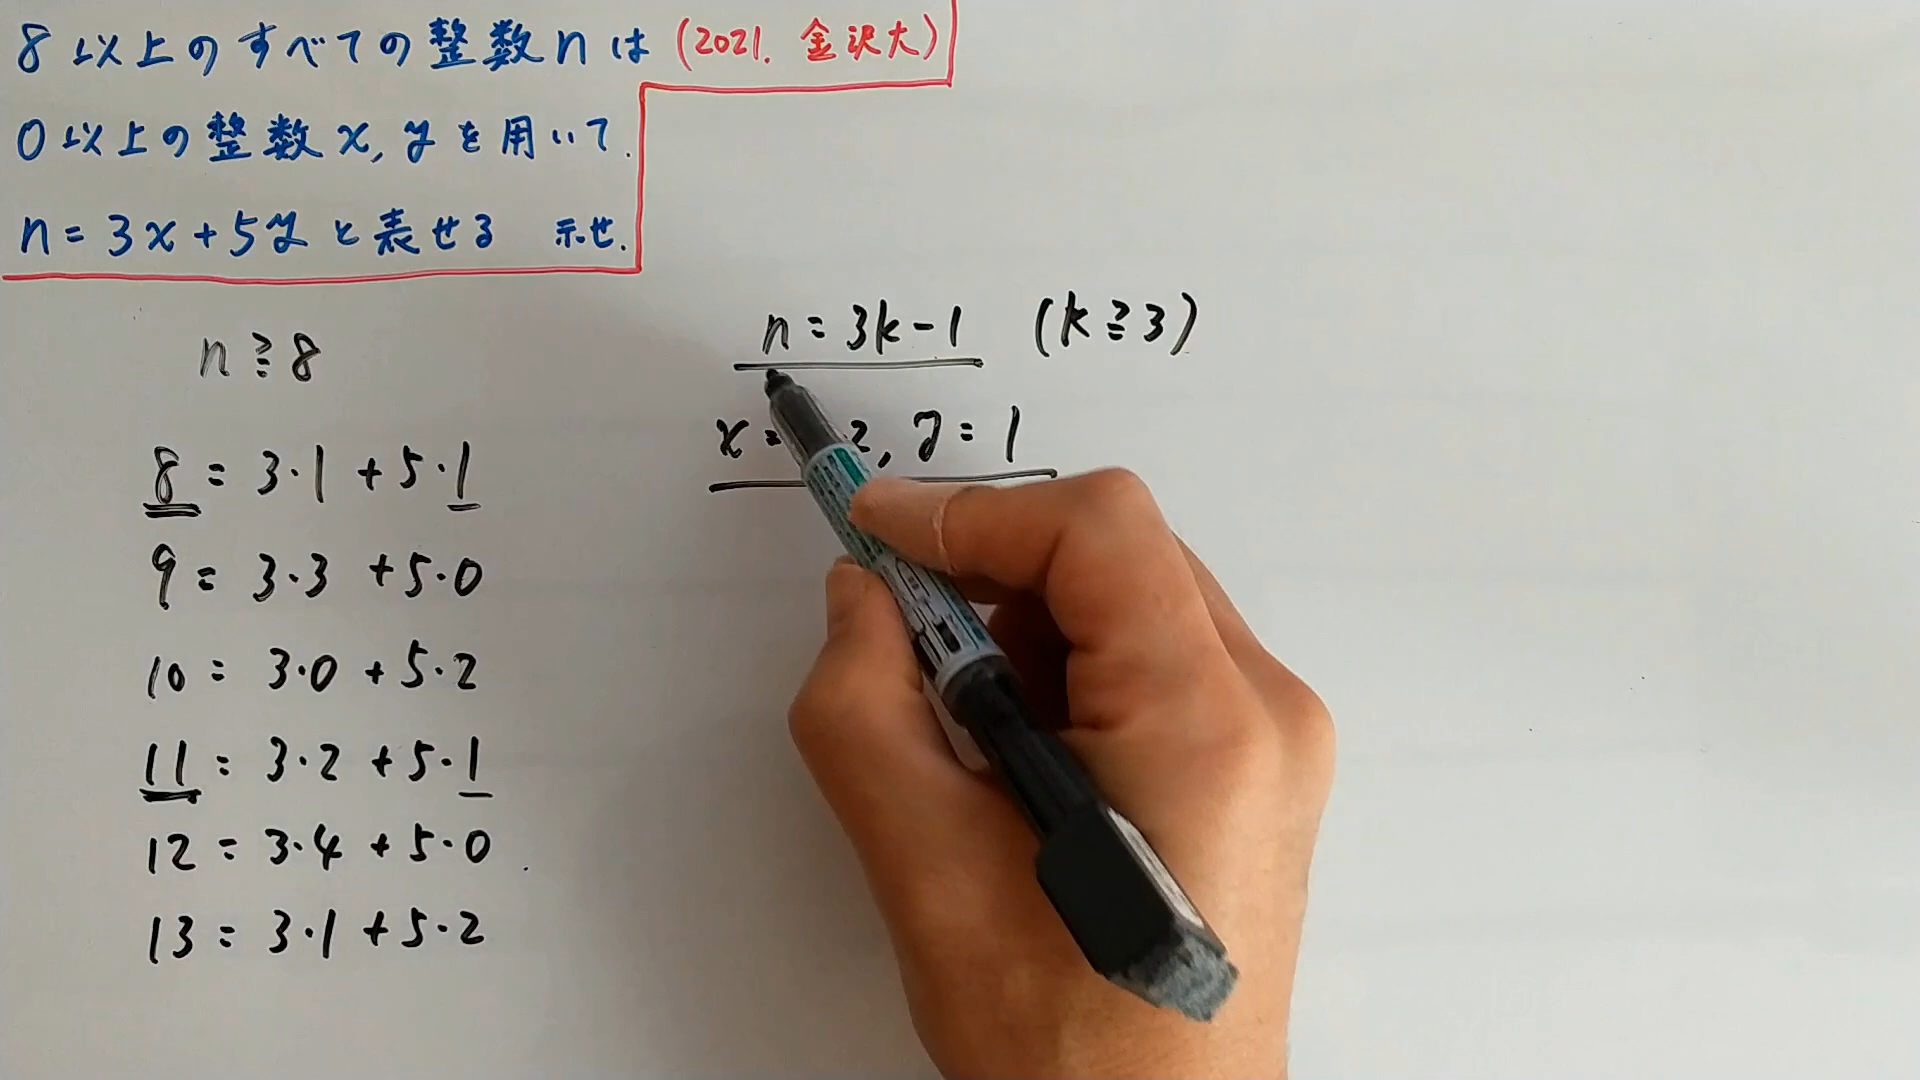 8以上のすべての整数nは (2021. 金沢大)
0以上の整数x, yを用いて.
n=3x+5yと表せる 示せ.
n≧8
8=3・1+5・1
9=3・3+5・0
10=3・0+5・2
11=3・2+5・1
12=3・4+5・0
13=3・1+5・2
n=3k-1 (k≧3)
x= 2, y=1